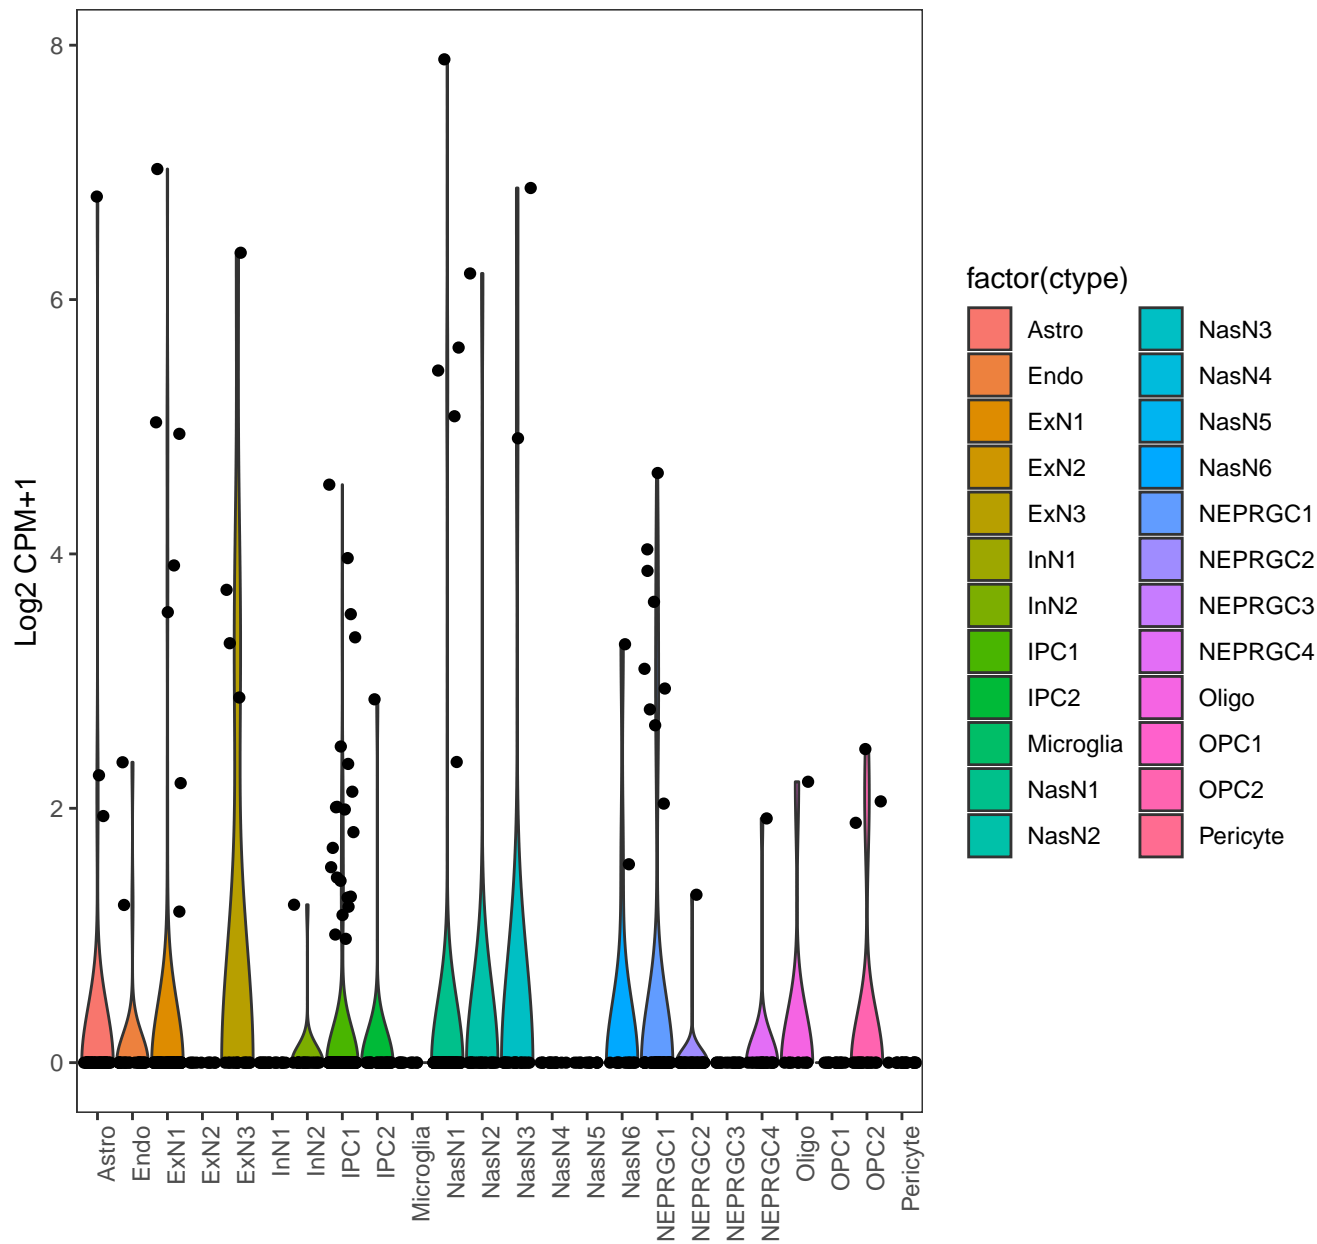 8
6
4
2
0
Log2 CPM+1
Astro
Endo
ExN1
ExN2
ExN3
InN1
InN2
IPC1
IPC2
Microglia
NasN1
NasN2
NasN3
NasN4
NasN5
NasN6
NEPRGC1
NEPRGC2
NEPRGC3
NEPRGC4
Oligo
OPC1
OPC2
Pericyte
factor(ctype)
Astro
Endo
ExN1
ExN2
ExN3
InN1
InN2
IPC1
IPC2
Microglia
NasN1
NasN2
NasN3
NasN4
NasN5
NasN6
NEPRGC1
NEPRGC2
NEPRGC3
NEPRGC4
Oligo
OPC1
OPC2
Pericyte